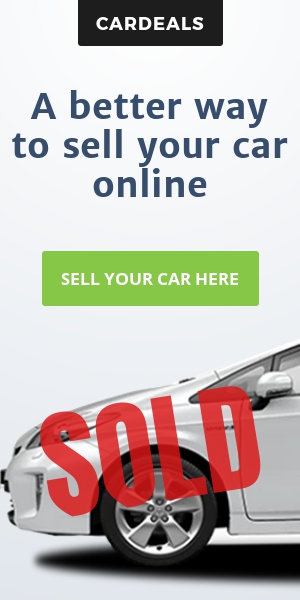 CARDEALS
A better way
to sell your car
online
SELL YOUR CAR HERE
SOLD